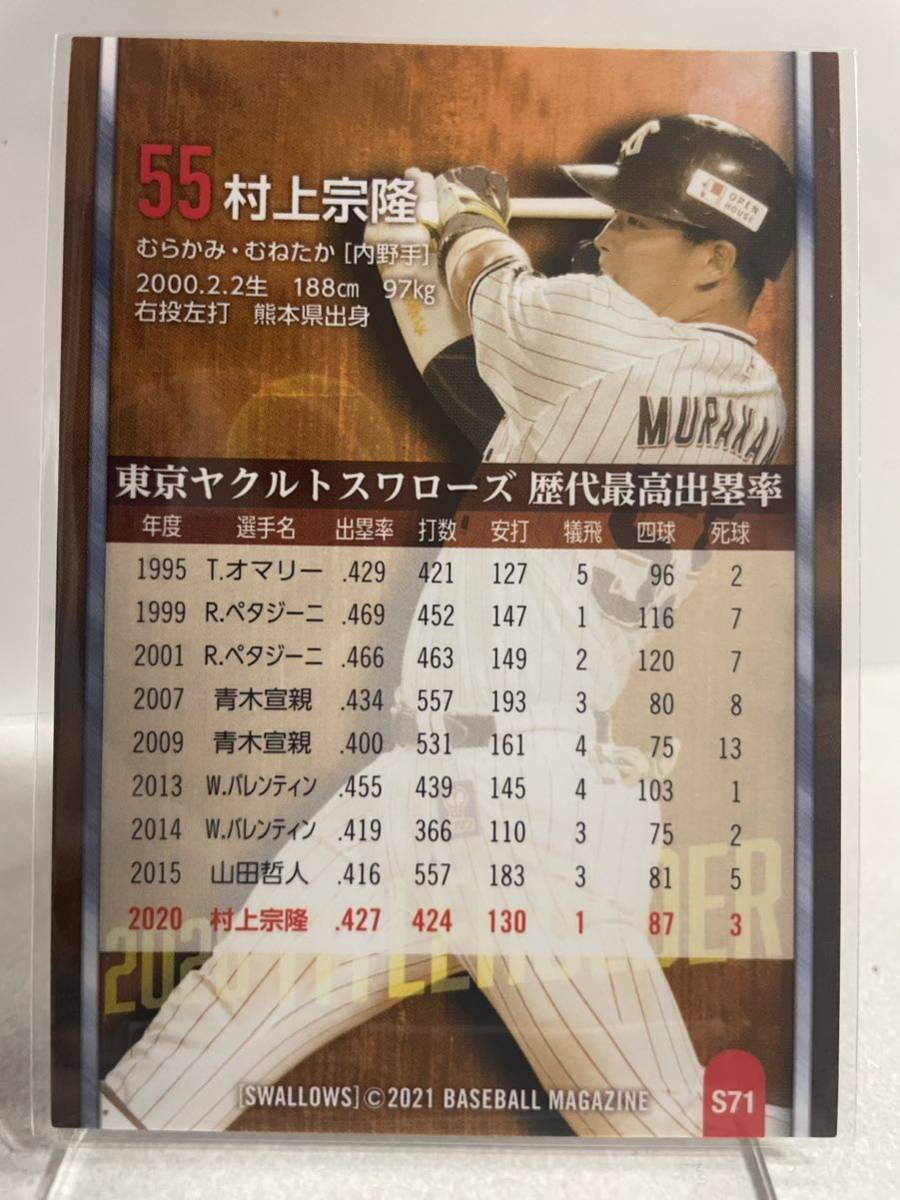 55 村上宗隆
むらかみ・むねたか [内野手]
2000.2.2生 188㎝ 97㎏
右投左打 熊本県出身
OPEN HOUSE
東京ヤクルトスワローズ 歴代最高出塁率
年度 選手名 出塁率 打数 安打 犠飛 四球 死球
1995 T.オマリー .429 421 127 5 96 2
1999 R.ペタジーニ .469 452 147 1 116 7
2001 R.ペタジーニ .466 463 149 2 120 7
2007 青木宣親 .434 557 193 3 80 8
2009 青木宣親 .400 531 161 4 75 13
2013 W.バレンティン .455 439 145 4 103 1
2014 W.バレンティン .419 366 110 3 75 2
2015 山田哲人 .416 557 183 3 81 5
2020 村上宗隆 .427 424 130 1 87 3
[SWALLOWS]©2021 BASEBALL MAGAZINE
S71